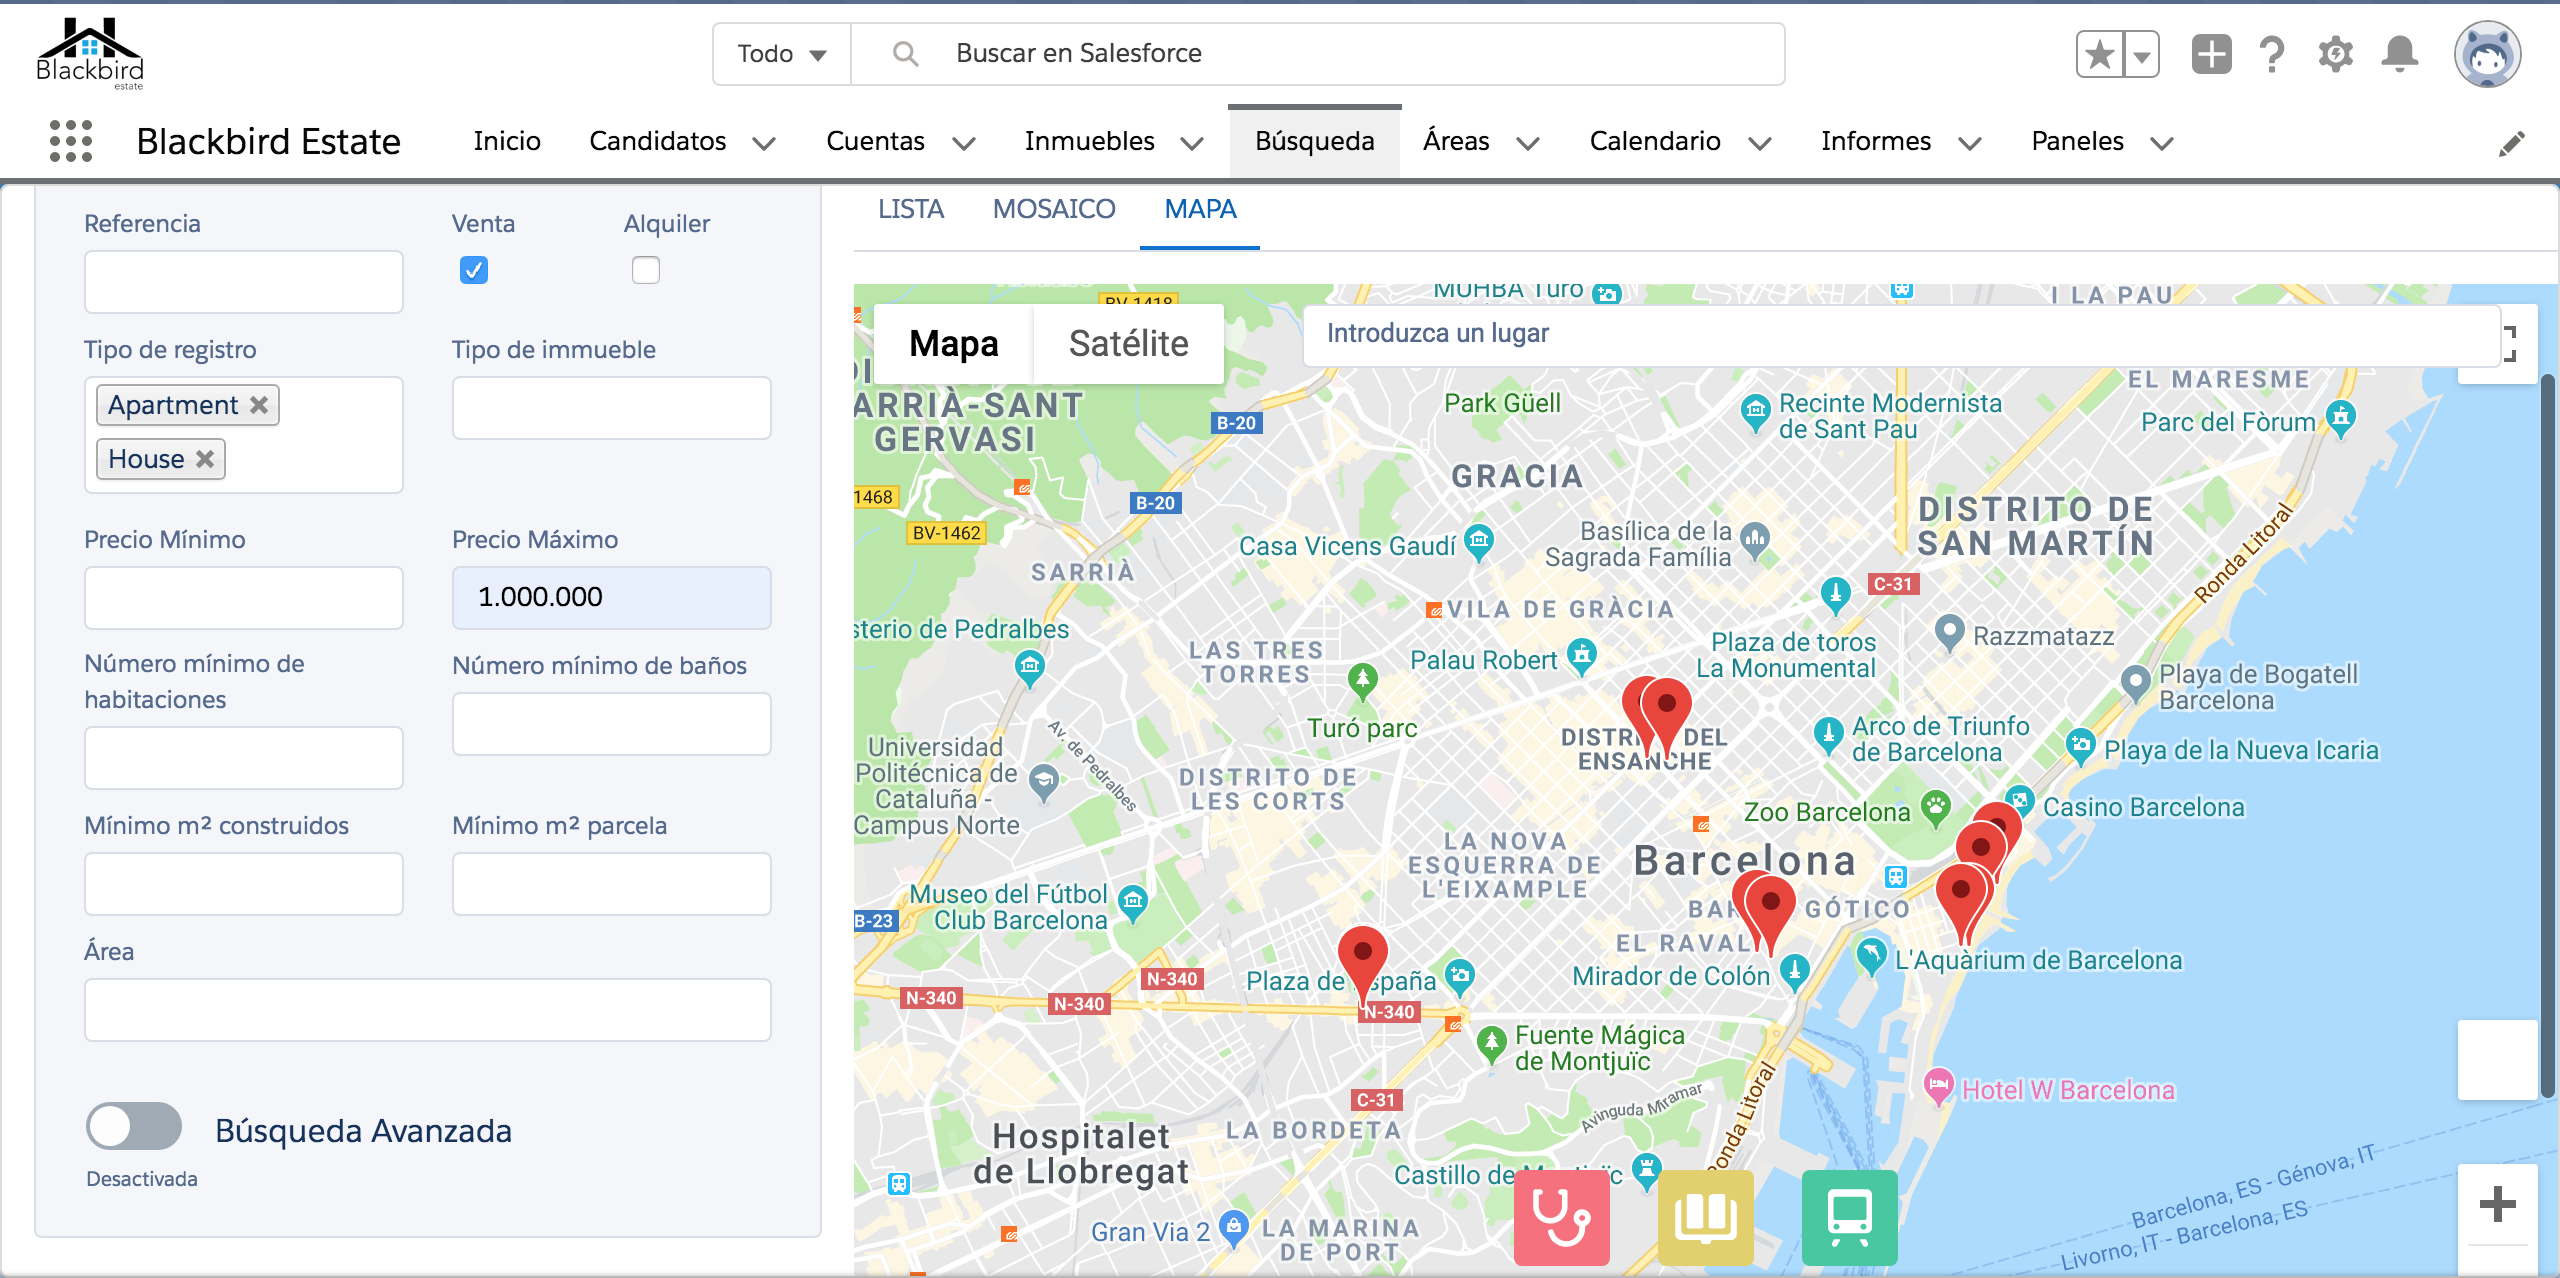 Blackbird
estate
Todo
Buscar en Salesforce
Blackbird Estate
Inicio
Candidatos
Cuentas
Inmuebles
Búsqueda
Áreas
Calendario
Informes
Paneles
Referencia
Venta
Alquiler
Tipo de registro
Tipo de immueble
Apartment
House
Precio Mínimo
Precio Máximo
1.000.000
Número mínimo de
habitaciones
Número mínimo de baños
Mínimo m² construidos
Mínimo m² parcela
Área
Búsqueda Avanzada
Desactivada
LISTA
MOSAICO
MAPA
Mapa
Satélite
Introduzca un lugar
BV-1418
MUHBA Turó
I LA PAU
EL MARESME
ARRIÀ-SANT
GERVASI
B-20
Park Güell
Recinte Modernista
de Sant Pau
Parc del Fòrum
GRACIA
1468
B-20
BV-1462
DISTRITO DE
SAN MARTÍN
Ronda Litoral
Casa Vicens Gaudí
Basílica de la
Sagrada Família
SARRIÀ
C-31
VILA DE GRÀCIA
sterio de Pedralbes
LAS TRES
TORRES
Palau Robert
Plaza de toros
La Monumental
Razzmatazz
Playa de Bogatell
Barcelona
Turó parc
DISTRI DEL
ENSANCHE
Arco de Triunfo
de Barcelona
Playa de la Nueva Icaria
Av. de Pedralbes
Universidad
Politécnica de
Cataluña -
Campus Norte
DISTRITO DE
LES CORTS
Zoo Barcelona
Casino Barcelona
LA NOVA
ESQUERRA DE
L'EIXAMPLE
Barcelona
Museo del Fútbol
Club Barcelona
B-23
BAR GÓTICO
EL RAVAL
L'Aquàrium de Barcelona
Mirador de Colón
Plaza de spaña
N-340
N-340
N-340
N-340
Fuente Mágica
de Montjuïc
Hotel W Barcelona
C-31
Avinguda Miramar
Ronda Litoral
Hospitalet
de Llobregat
LA BORDETA
Castillo de Montjuïc
Barcelona, ES - Génova, IT
Livorno, IT - Barcelona, ES
Gran Via 2
LA MARINA
DE PORT